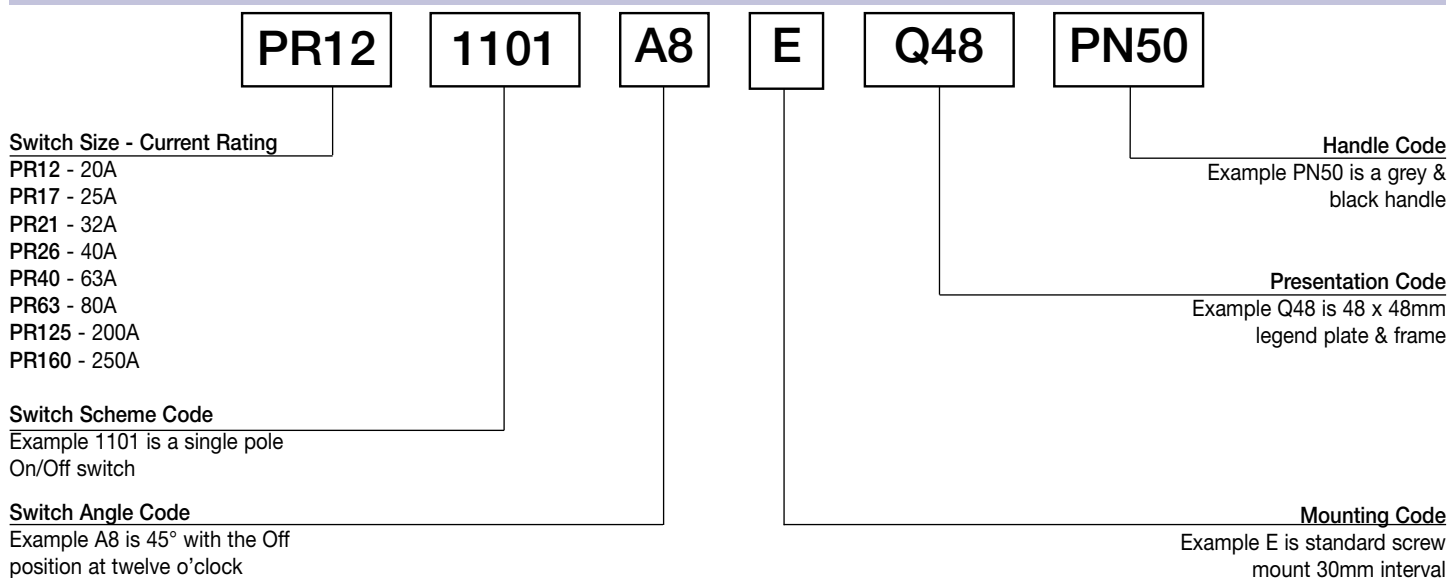 PR12 1101 A8 E Q48 PN50
Switch Size - Current Rating
PR12 - 20A
PR17 - 25A
PR21 - 32A
PR26 - 40A
PR40 - 63A
PR63 - 80A
PR125 - 200A
PR160 - 250A
Switch Scheme Code
Example 1101 is a single pole
On/Off switch
Switch Angle Code
Example A8 is 45° with the Off
position at twelve o'clock
Handle Code
Example PN50 is a grey &
black handle
Presentation Code
Example Q48 is 48 x 48mm
legend plate & frame
Mounting Code
Example E is standard screw
mount 30mm interval